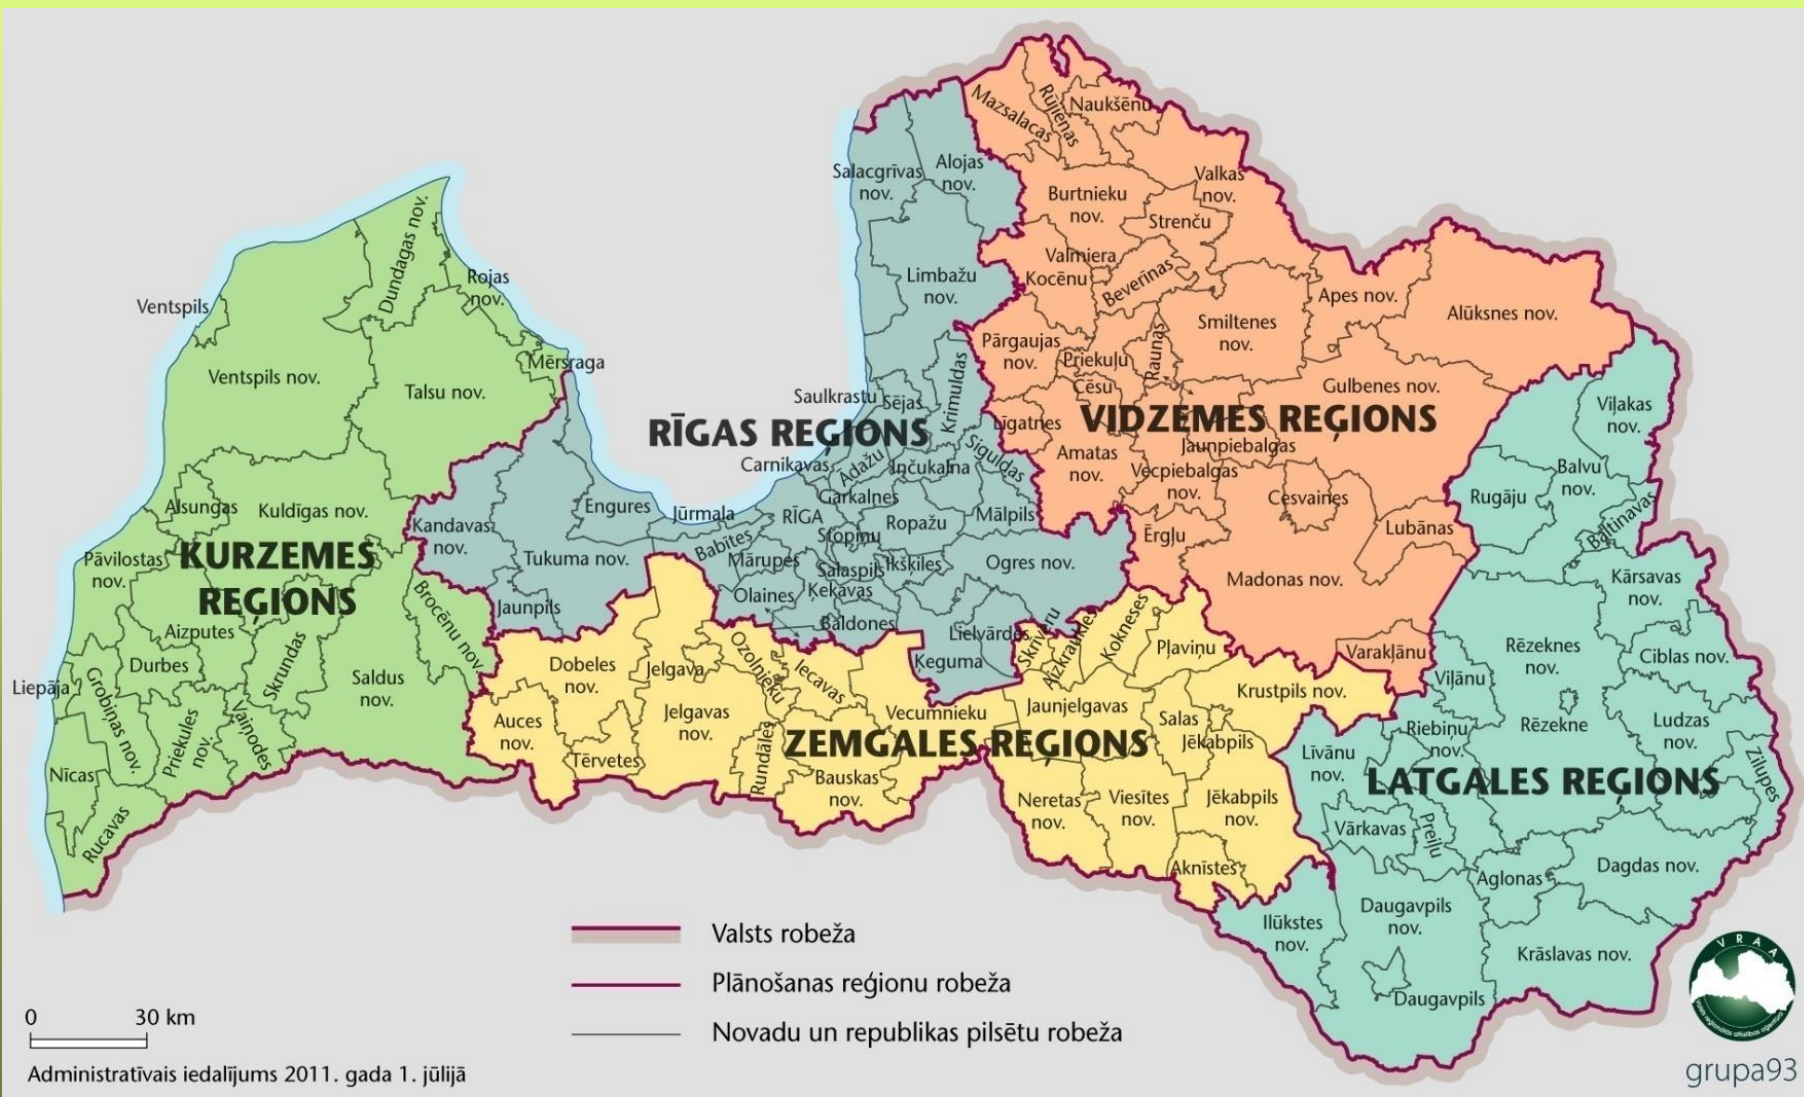 Mazsalacas
Rūjienas
Naukšēnu
Salacgrīvas
nov.
Alojas
nov.
Burtnieku
nov.
Valkas
nov.
Strenču
Valmiera
Kocēnu
Beverīnas
Limbažu
nov.
Dundagas nov.
Rojas
nov.
Ventspils
Apes nov.
Alūksnes nov.
Smiltenes
nov.
Pārgaujas
nov.
Priekuļu
Raunas
Cēsu
Mērsraga
Ventspils nov.
Talsu nov.
Saulkrastu
Sējas
Krimuldas
Gulbenes nov.
Viļakas
nov.
RĪGAS REĢIONS
VIDZEMES REĢIONS
Līgatnes
Siguldas
Jaunpiebalgas
Amatas
nov.
Vecpiebalgas
nov.
Carnikavas
Ādažu
Inčukalna
Cesvaines
Balvu
nov.
Rugāju
Baltinavas
Garkalnes
Alsungas
Kuldīgas nov.
Engures
Jūrmala
RĪGA
Ropažu
Mālpils
Lubānas
Kandavas
nov.
Stopiņu
Ērgļu
Pāvilostas
nov.
KURZEMES
REĢIONS
Tukuma nov.
Babītes
Mārupes
Salaspils
Ikšķiles
Ogres nov.
Madonas nov.
Kārsavas
nov.
Jaunpils
Brocēnu nov.
Olaines
Ķekavas
Baldones
Lielvārdes
Skrīveru
Aizkraukles
Kokneses
Pļaviņu
Varakļānu
Aizputes
Durbes
Skrundas
Saldus
nov.
Dobeles
nov.
Jelgava
Ozolnieku
Iecavas
Ķeguma
Rēzeknes
nov.
Ciblas nov.
Viļānu
Liepāja
Grobiņas nov.
Priekules
nov.
Vaiņodes
Krustpils nov.
Auces
nov.
Jelgavas
nov.
Vecumnieku
Jaunjelgavas
Salas
Jēkabpils
Riebiņu
nov.
Rēzekne
Ludzas
nov.
ZEMGALES REĢIONS
Rundāles
Tērvetes
Bauskas
nov.
Līvānu
nov.
LATGALES REĢIONS
Zilupes
Nīcas
Rucavas
Neretas
nov.
Viesītes
nov.
Jēkabpils
nov.
Vārkavas
Preiļu
Aknīstes
Aglonas
Dagdas nov.
Ilūkstes
nov.
Daugavpils
nov.
Krāslavas nov.
Daugavpils
Valsts robeža
Plānošanas reģionu robeža
Novadu un republikas pilsētu robeža
0 30 km
Administratīvais iedalījums 2011. gada 1. jūlijā
VRAA
grupa93